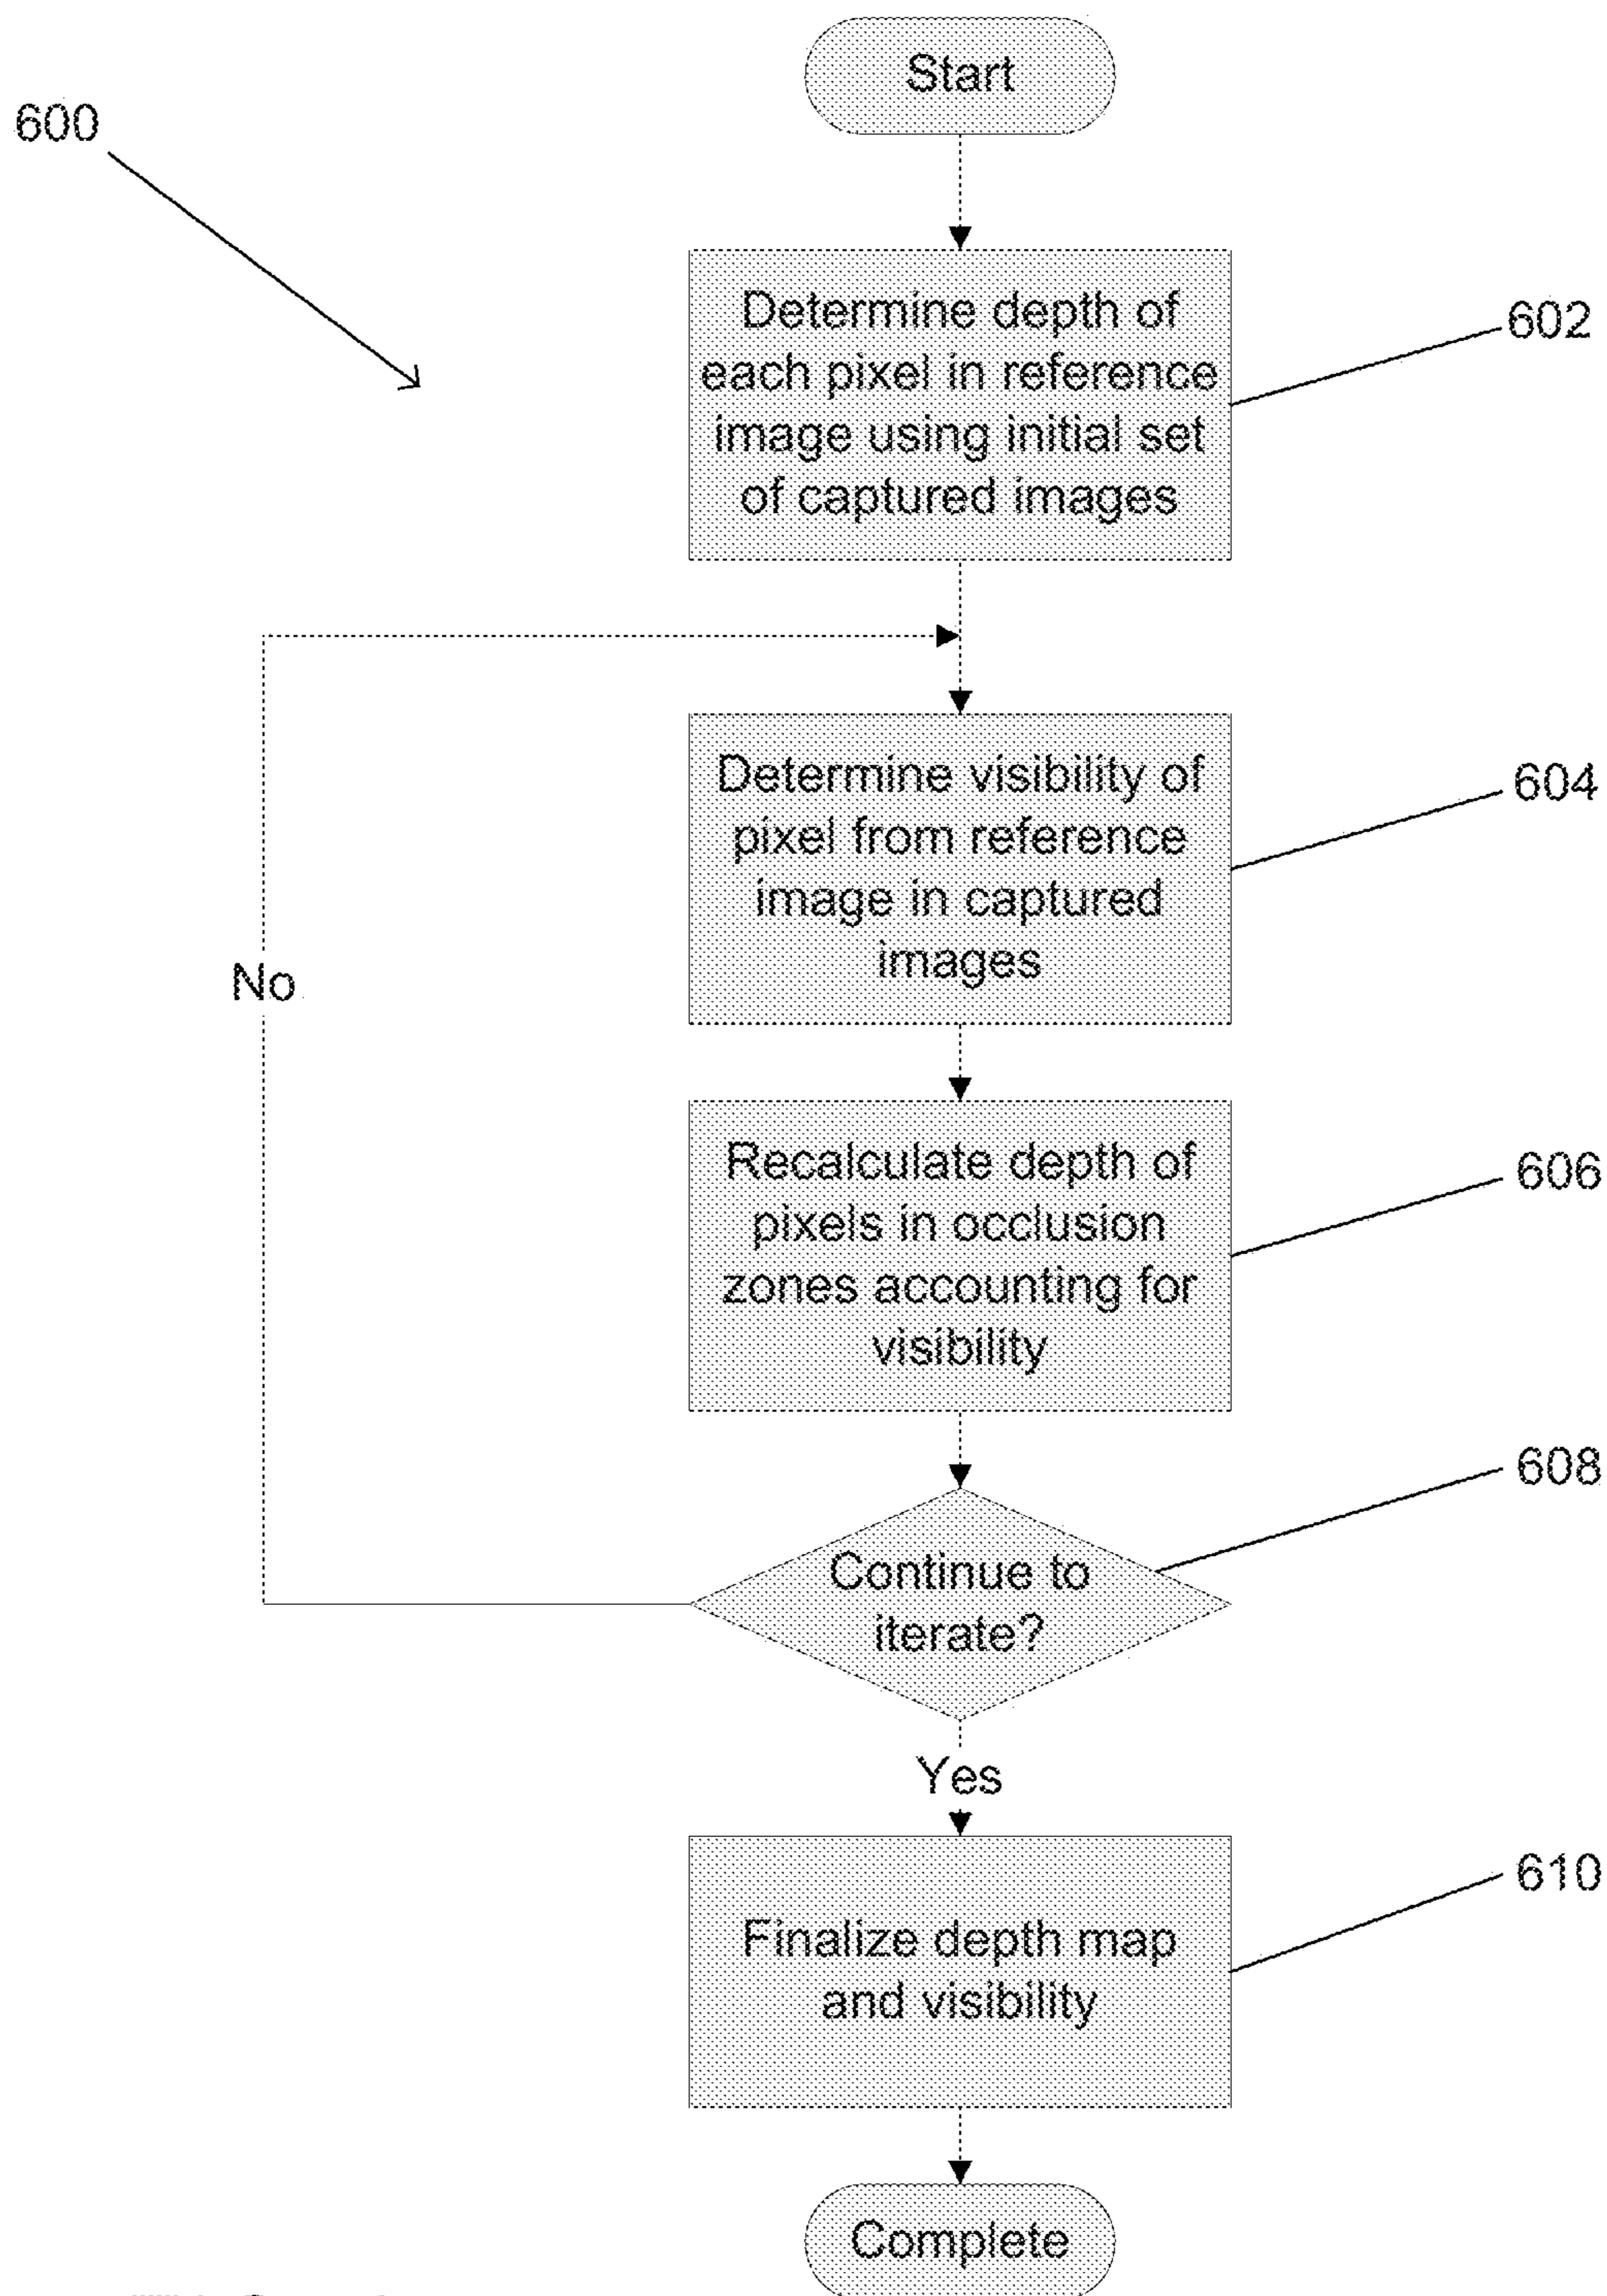 Start
600
Determine depth of
each pixel in reference
image using initial set
of captured images
602
Determine visibility of
pixel from reference
image in captured
images
604
No
Recalculate depth of
pixels in occlusion
zones accounting for
visibility
606
608
Continue to
iterate?
Yes
610
Finalize depth map
and visibility
Complete